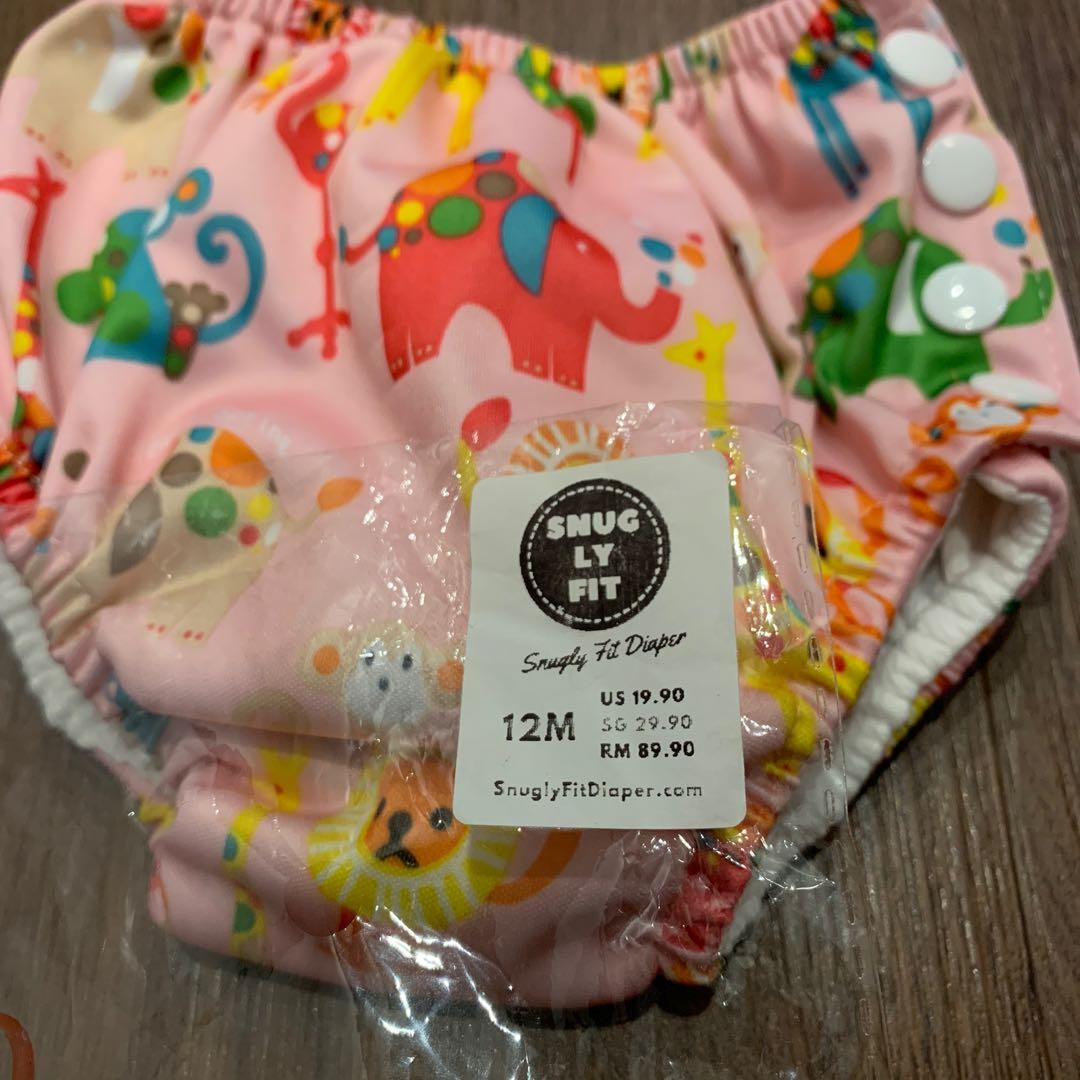 SNUG
LY
FIT
Snugly Fit Diaper
12M
US 19.90
SG 29.90
RM 89.90
SnuglyFitDiaper.com